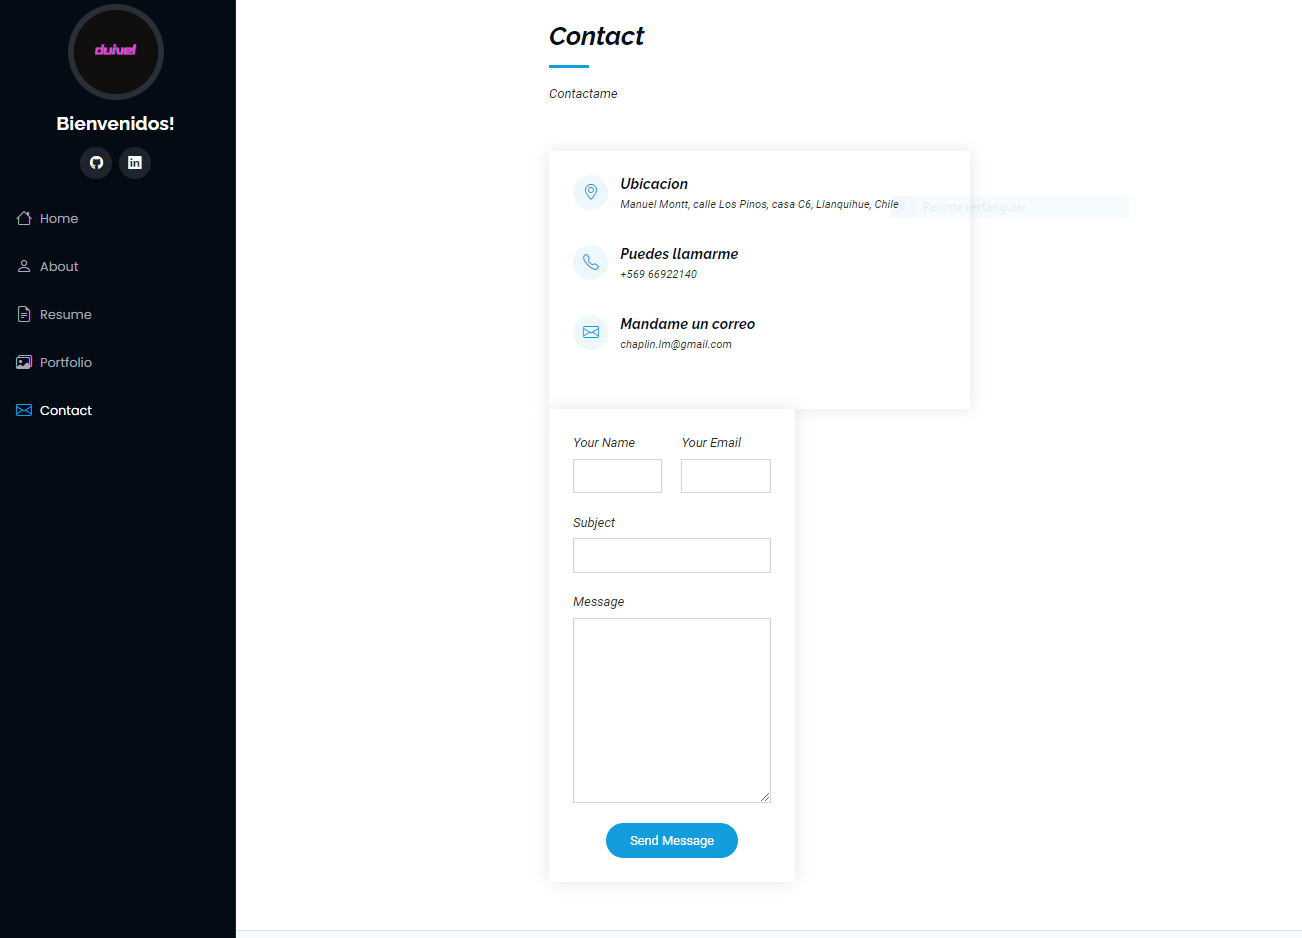 duivel
Bienvenidos!
Home
About
Resume
Portfolio
Contact
Contact
Contactame
Ubicacion
Manuel Montt, calle Los Pinos, casa C6, Llanquihue, Chile
Recorte rectangular
Puedes llamarme
+569 66922140
Mandame un correo
chaplin.lm@gmail.com
Your Name Your Email
Subject
Message
Send Message